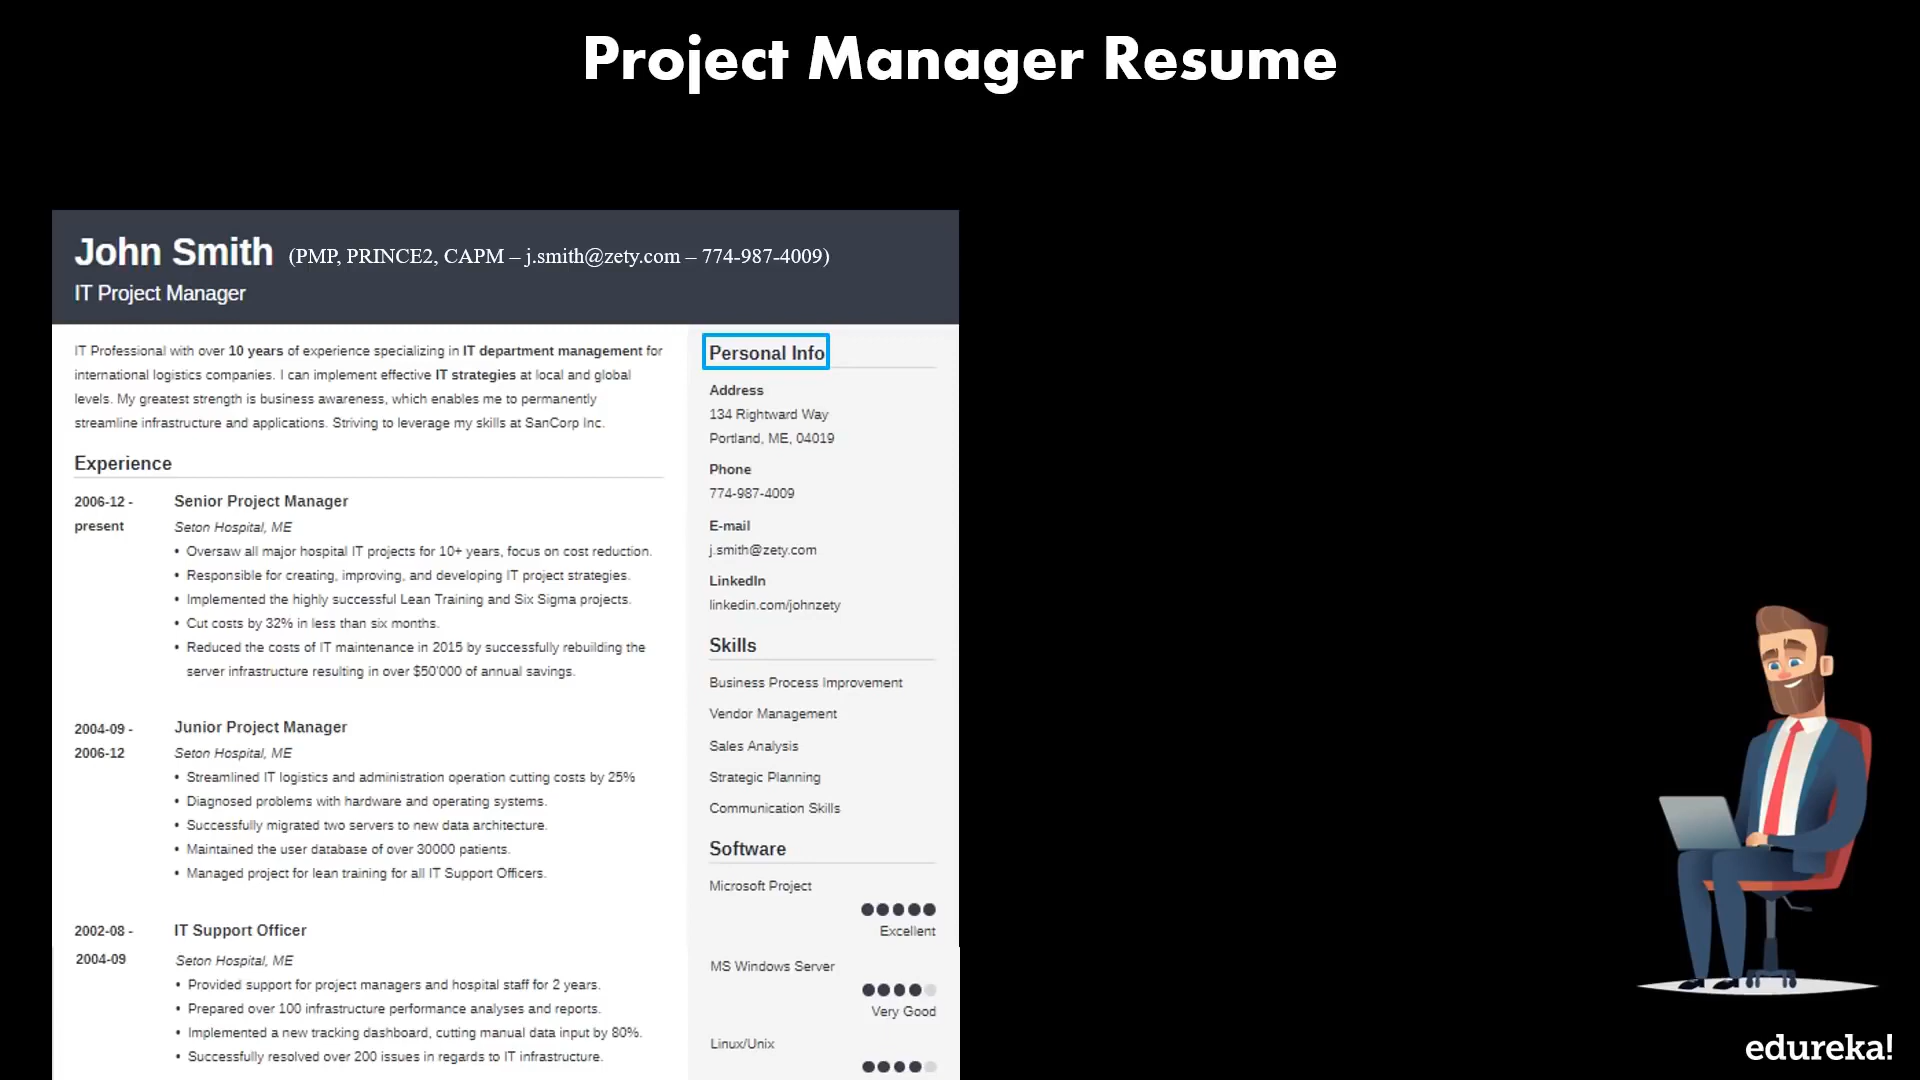 Project Manager Resume
John Smith (PMP, PRINCE2, CAPM – j.smith@zety.com – 774-987-4009)
IT Project Manager
IT Professional with over 10 years of experience specializing in IT department management for
international logistics companies. I can implement effective IT strategies at local and global
levels. My greatest strength is business awareness, which enables me to permanently
streamline infrastructure and applications. Striving to leverage my skills at SanCorp Inc.
Experience
2006-12 -
present
Senior Project Manager
Seton Hospital, ME
• Oversaw all major hospital IT projects for 10+ years, focus on cost reduction.
• Responsible for creating, improving, and developing IT project strategies.
• Implemented the highly successful Lean Training and Six Sigma projects.
• Cut costs by 32% in less than six months.
• Reduced the costs of IT maintenance in 2015 by successfully rebuilding the
server infrastructure resulting in over $50'000 of annual savings.
2004-09 -
2006-12
Junior Project Manager
Seton Hospital, ME
• Streamlined IT logistics and administration operation cutting costs by 25%
• Diagnosed problems with hardware and operating systems.
• Successfully migrated two servers to new data architecture.
• Maintained the user database of over 30000 patients.
• Managed project for lean training for all IT Support Officers.
2002-08 -
2004-09
IT Support Officer
Seton Hospital, ME
• Provided support for project managers and hospital staff for 2 years.
• Prepared over 100 infrastructure performance analyses and reports.
• Implemented a new tracking dashboard, cutting manual data input by 80%.
• Successfully resolved over 200 issues in regards to IT infrastructure.
Personal Info
Address
134 Rightward Way
Portland, ME, 04019
Phone
774-987-4009
E-mail
j.smith@zety.com
LinkedIn
linkedin.com/johnzety
Skills
Business Process Improvement
Vendor Management
Sales Analysis
Strategic Planning
Communication Skills
Software
Microsoft Project
Excellent
MS Windows Server
Very Good
Linux/Unix
edureka!